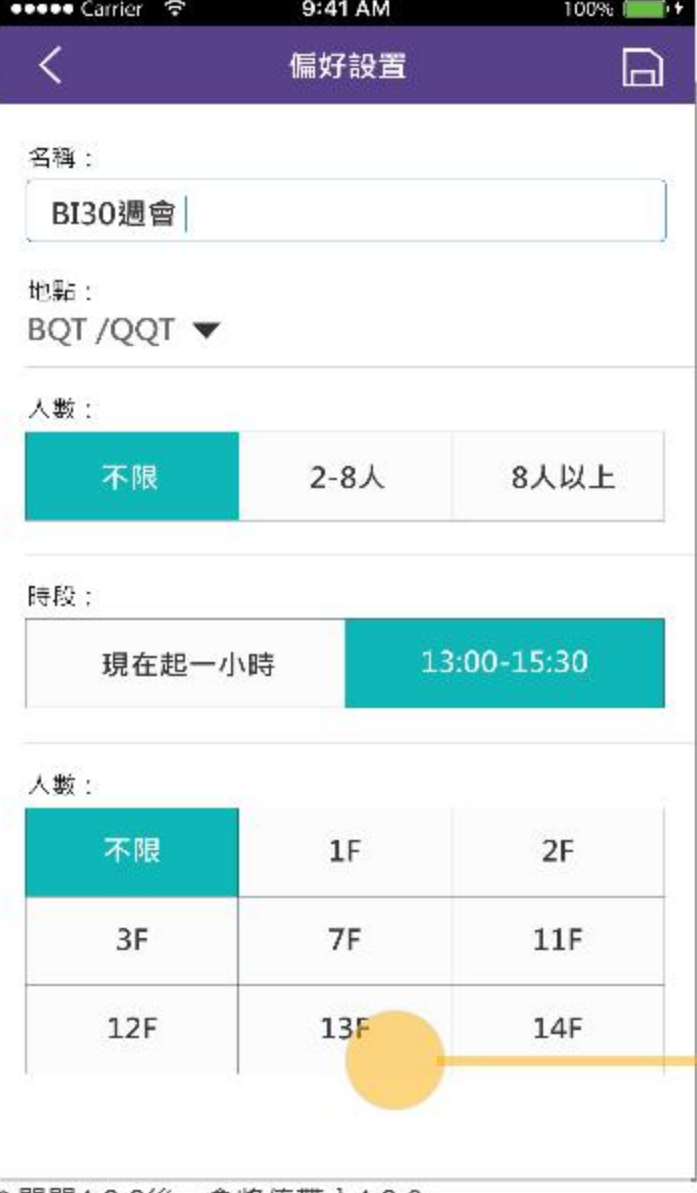 Carrier 9:41 AM 100%
偏好設置
名稱：
BI30週會
地點：
BQT /QQT
人數：
不限 2-8人 8人以上
時段：
現在起一小時 13:00-15:30
人數：
不限 1F 2F
3F 7F 11F
12F 13F 14F